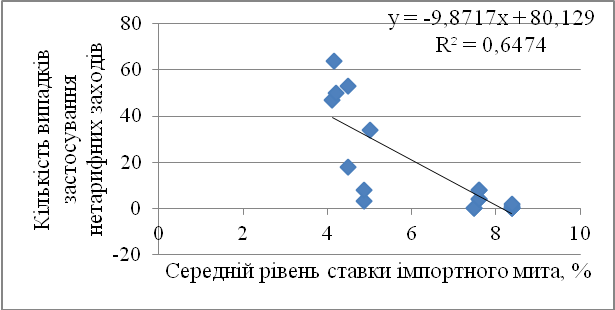 y = -9,8717x + 80,129
R² = 0,6474
Кількість випадків
застосування
нетарифних заходів
80
60
40
20
0
-20
0
2
4
6
8
10
Середній рівень ставки імпортного мита, %